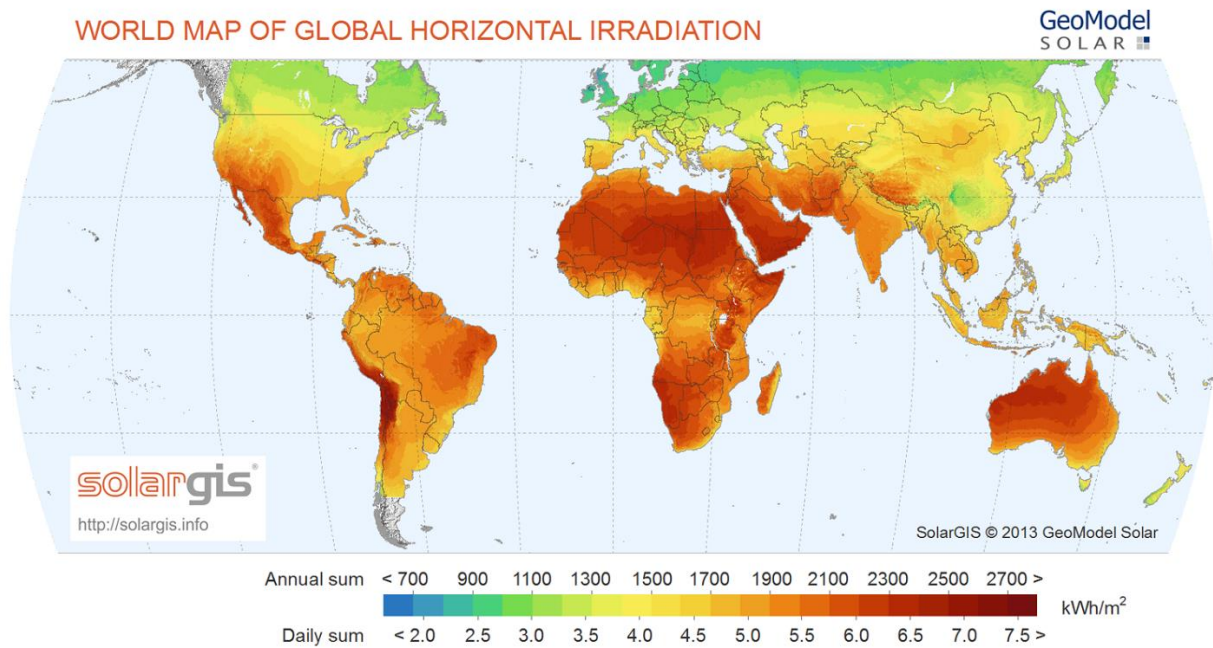 WORLD MAP OF GLOBAL HORIZONTAL IRRADIATION
GeoModel
SOLAR
solargis®
http://solargis.info
SolarGIS © 2013 GeoModel Solar
Annual sum < 700 900 1100 1300 1500 1700 1900 2100 2300 2500 2700 >
kWh/m²
Daily sum < 2.0 2.5 3.0 3.5 4.0 4.5 5.0 5.5 6.0 6.5 7.0 7.5 >